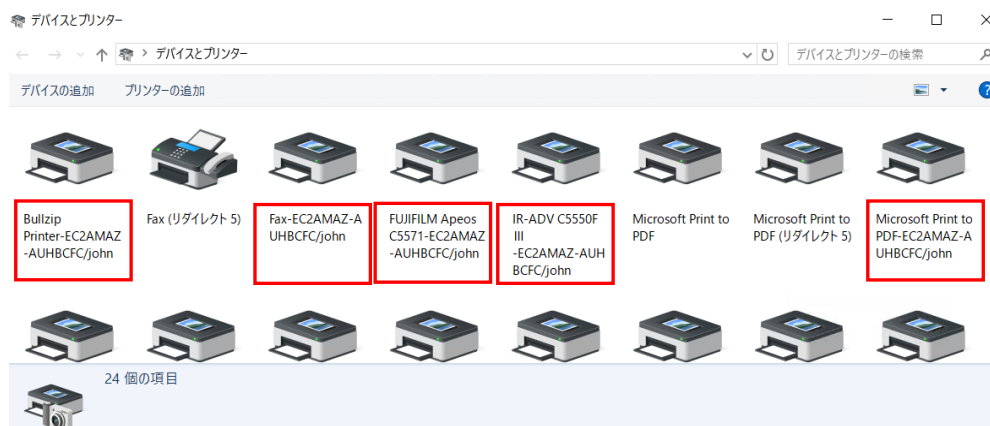 デバイスとプリンター
デバイスとプリンター
デバイスとプリンターの検索
デバイスの追加 プリンターの追加
?
Bullzip
Printer-EC2AMAZ
-AUHBCFC/john
Fax (リダイレクト 5)
Fax-EC2AMAZ-A
UHBCFC/john
FUJIFILM Apeos
C5571-EC2AMAZ
-AUHBCFC/john
IR-ADV C5550F
III
-EC2AMAZ-AUH
BCFC/john
Microsoft Print to
PDF
Microsoft Print to
PDF (リダイレクト 5)
Microsoft Print to
PDF-EC2AMAZ-A
UHBCFC/john
24 個の項目